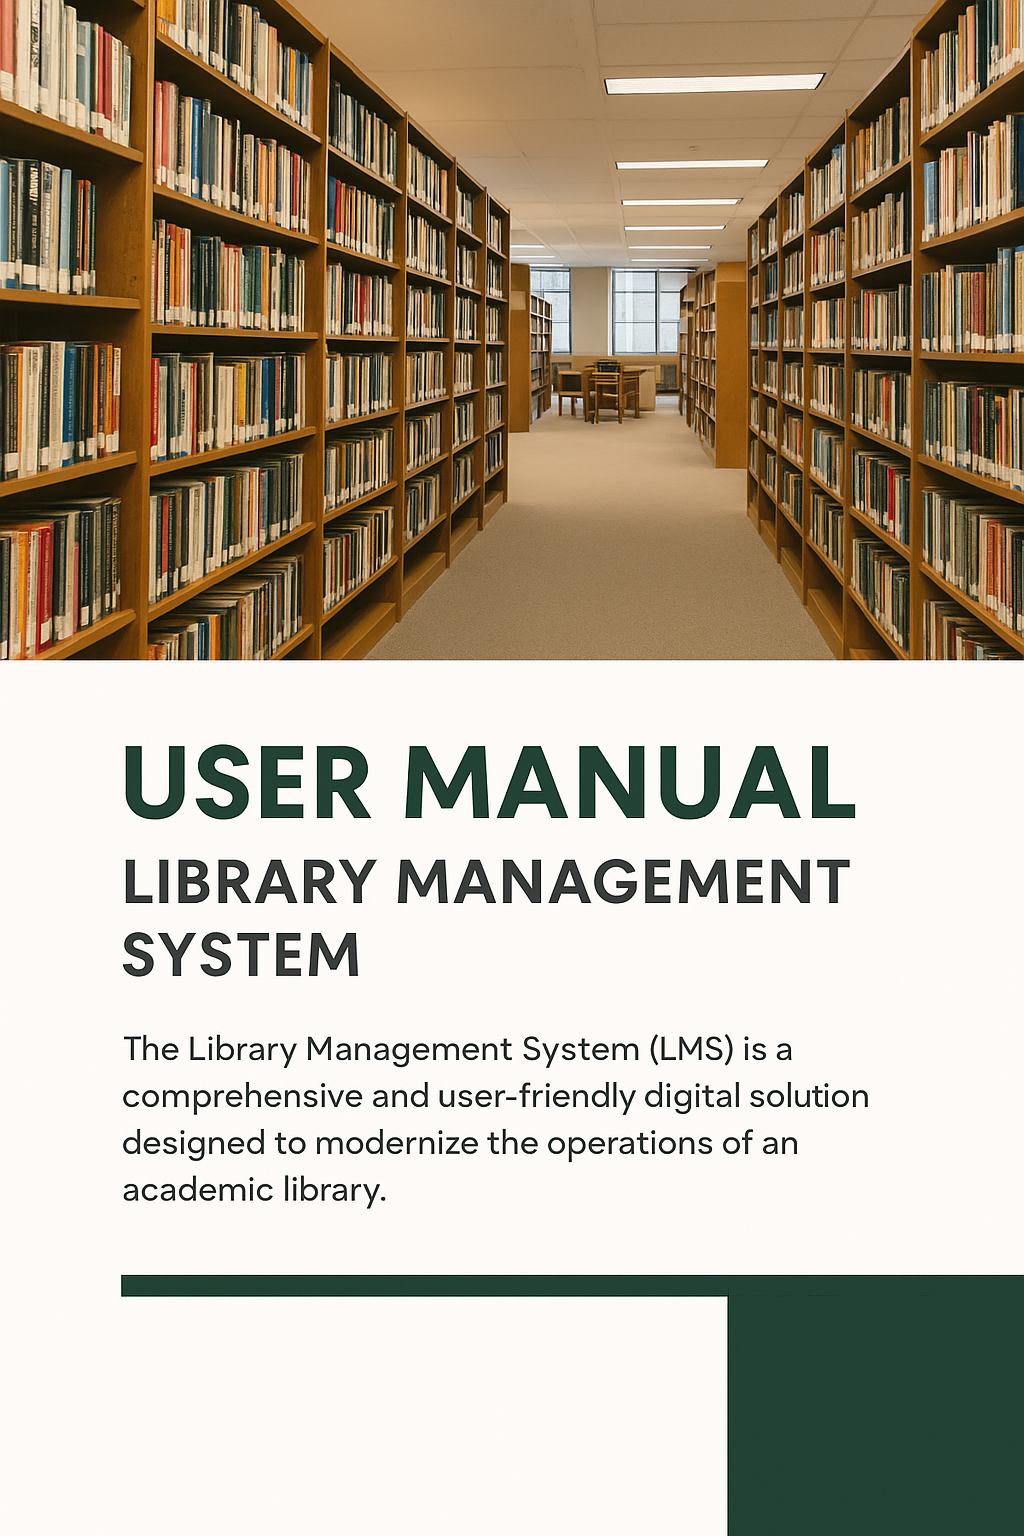 USER MANUAL
LIBRARY MANAGEMENT
SYSTEM
The Library Management System (LMS) is a
comprehensive and user-friendly digital solution
designed to modernize the operations of an
academic library.